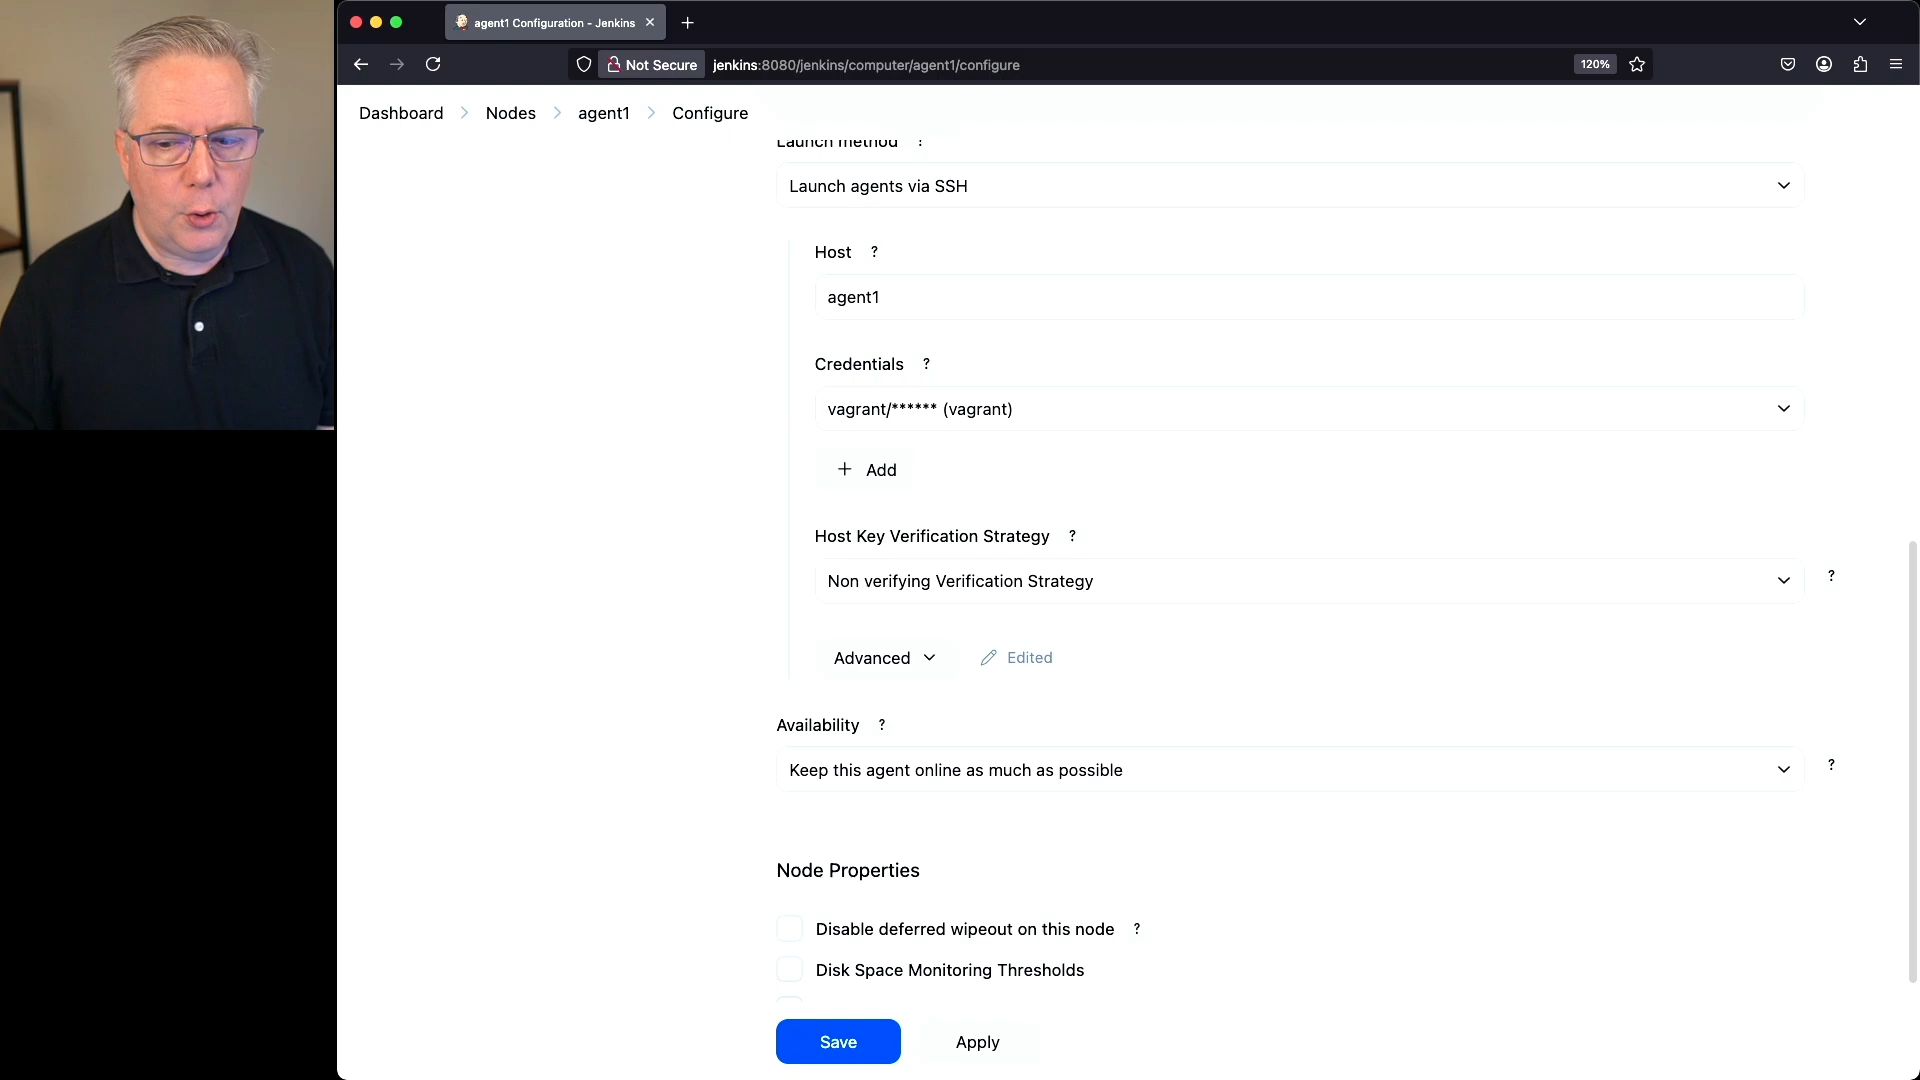 agent1 Configuration - Jenkins
Not Secure jenkins:8080/jenkins/computer/agent1/configure 120%
Dashboard Nodes agent1 Configure
Launch method ?
Launch agents via SSH
Host ?
agent1
Credentials ?
vagrant/****** (vagrant)
+ Add
Host Key Verification Strategy ?
Non verifying Verification Strategy ?
Advanced Edited
Availability ?
Keep this agent online as much as possible ?
Node Properties
Disable deferred wipeout on this node ?
Disk Space Monitoring Thresholds
Save Apply